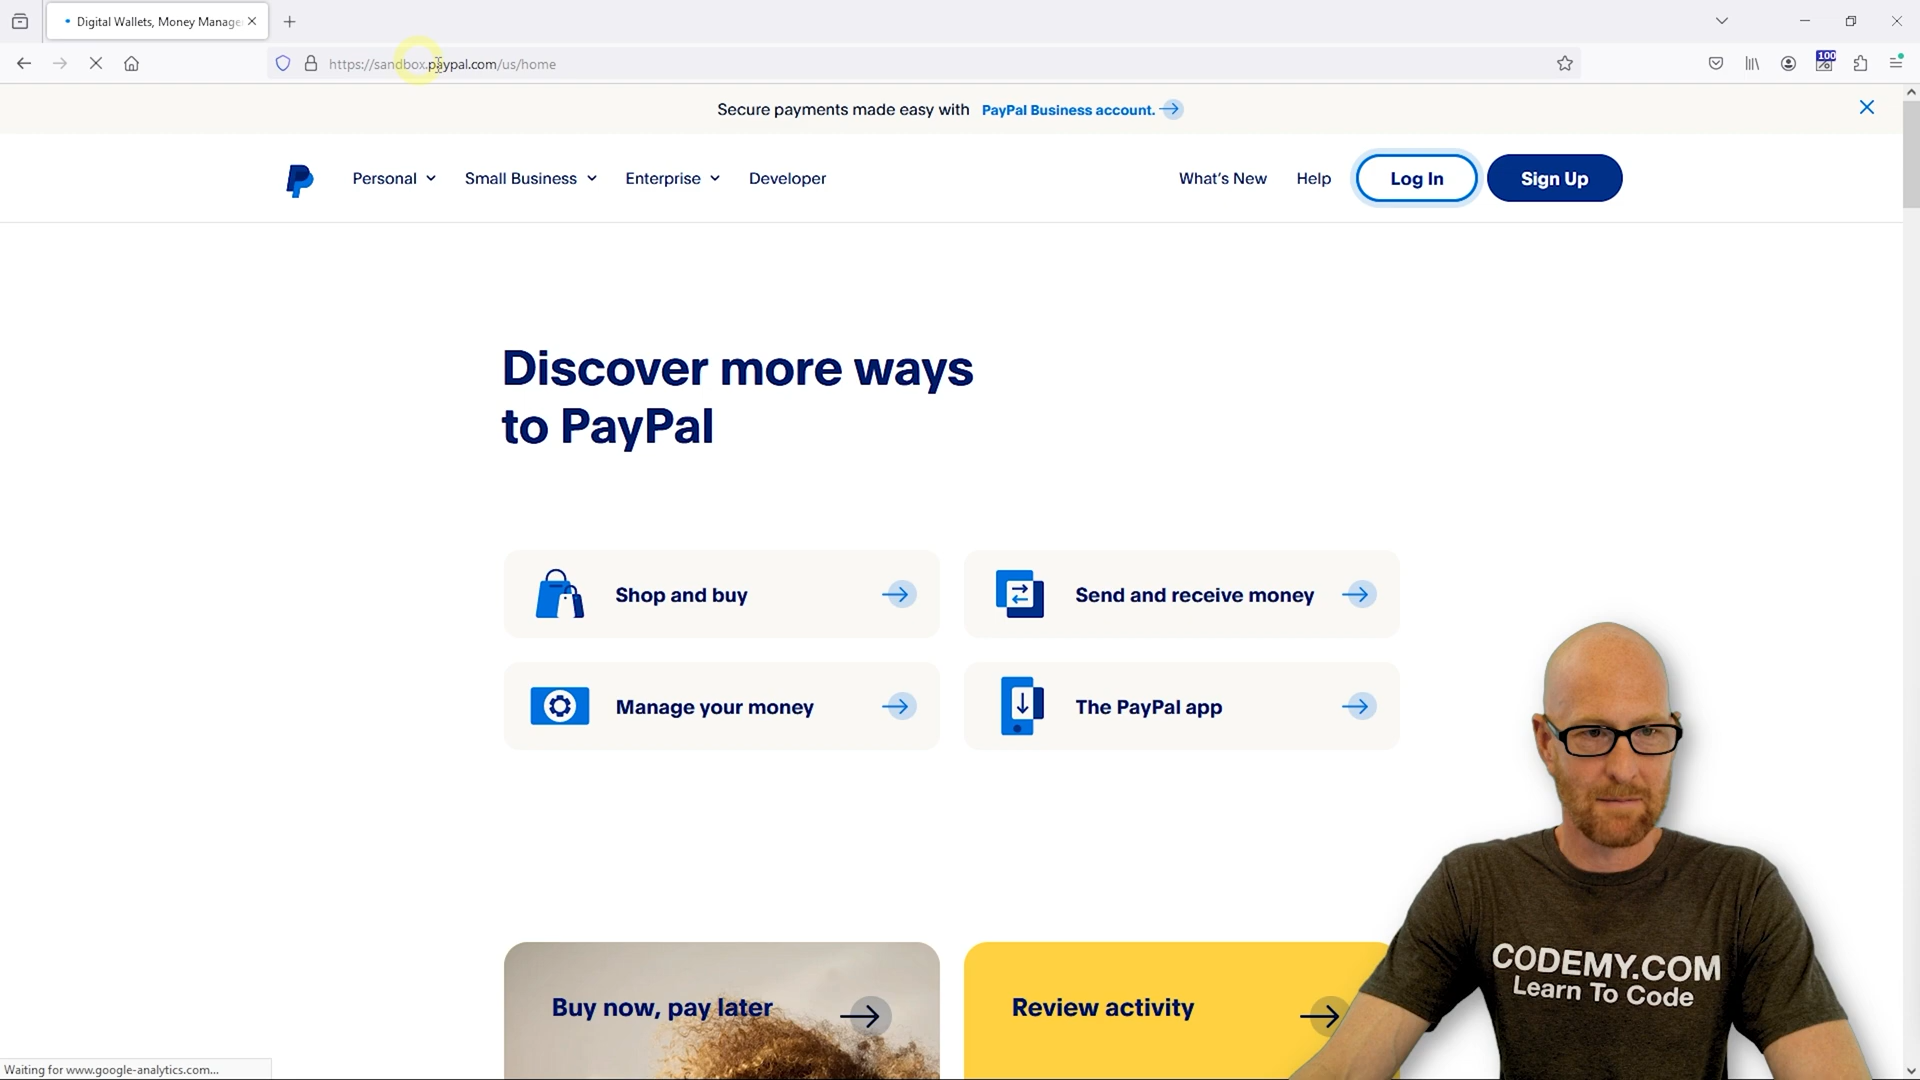 Digital Wallets, Money Manage
100
https://sandbox.paypal.com/us/home
Secure payments made easy with PayPal Business account.
Personal Small Business Enterprise Developer What's New Help Log In Sign Up
Discover more ways
to PayPal
Shop and buy
Send and receive money
Manage your money
The PayPal app
Buy now, pay later
Review activity
CODEMY.COM
Learn To Code
Waiting for www.google-analytics.com...